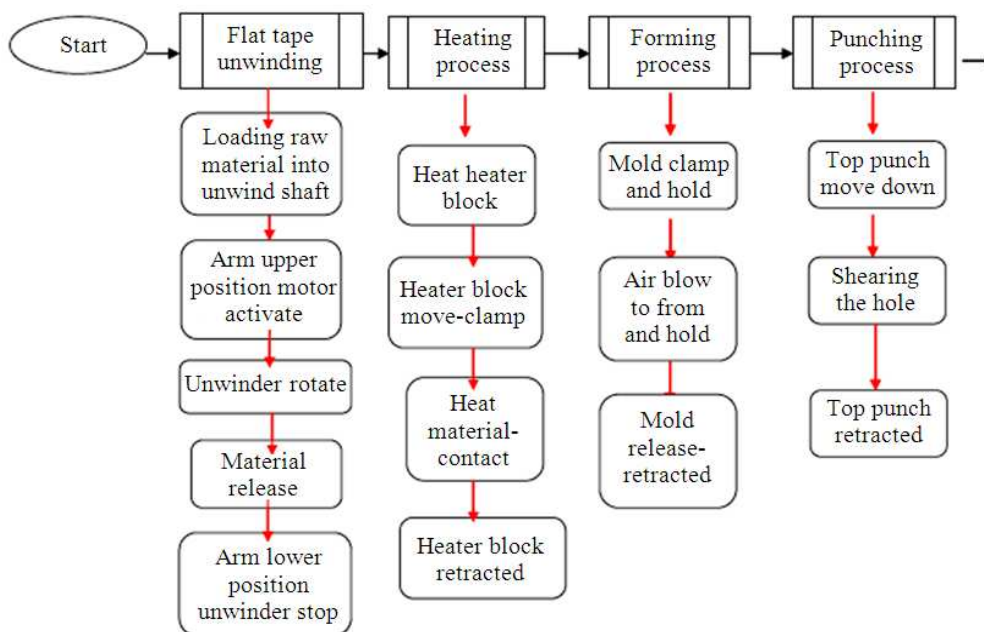 Start
Flat tape
unwinding
Heating
process
Forming
process
Punching
process
Loading raw
material into
unwind shaft
Arm upper
position motor
activate
Unwinder rotate
Material
release
Arm lower
position
unwinder stop
Heat heater
block
Heater block
move-clamp
Heat
material-
contact
Heater block
retracted
Mold clamp
and hold
Air blow
to from
and hold
Mold
release-
retracted
Top punch
move down
Shearing
the hole
Top punch
retracted